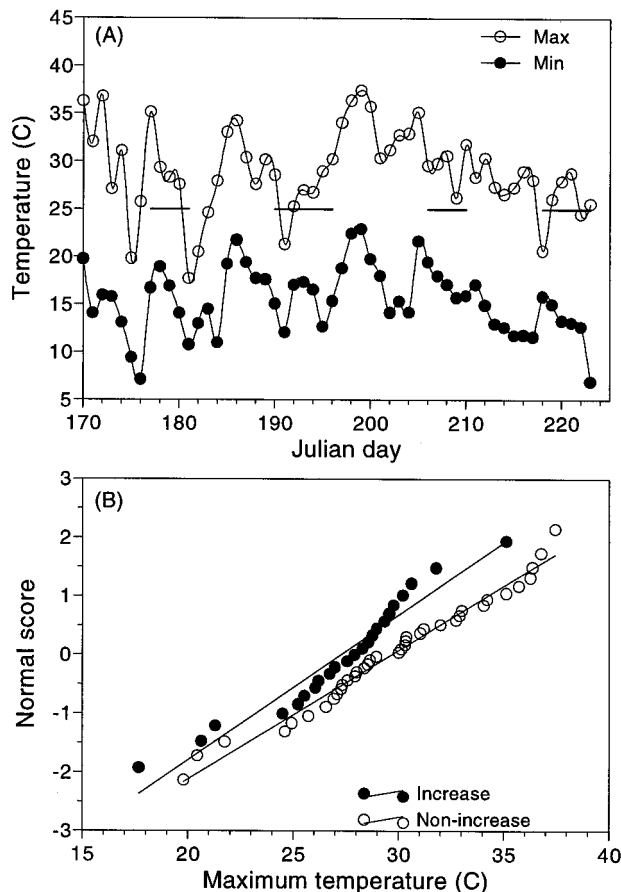 (A)
Max
Min
45
40
35
30
25
20
15
10
5
Temperature (C)
170 180 190 200 210 220
Julian day
(B)
3
2
1
0
-1
-2
-3
Normal score
Increase
Non-increase
15 20 25 30 35 40
Maximum temperature (C)